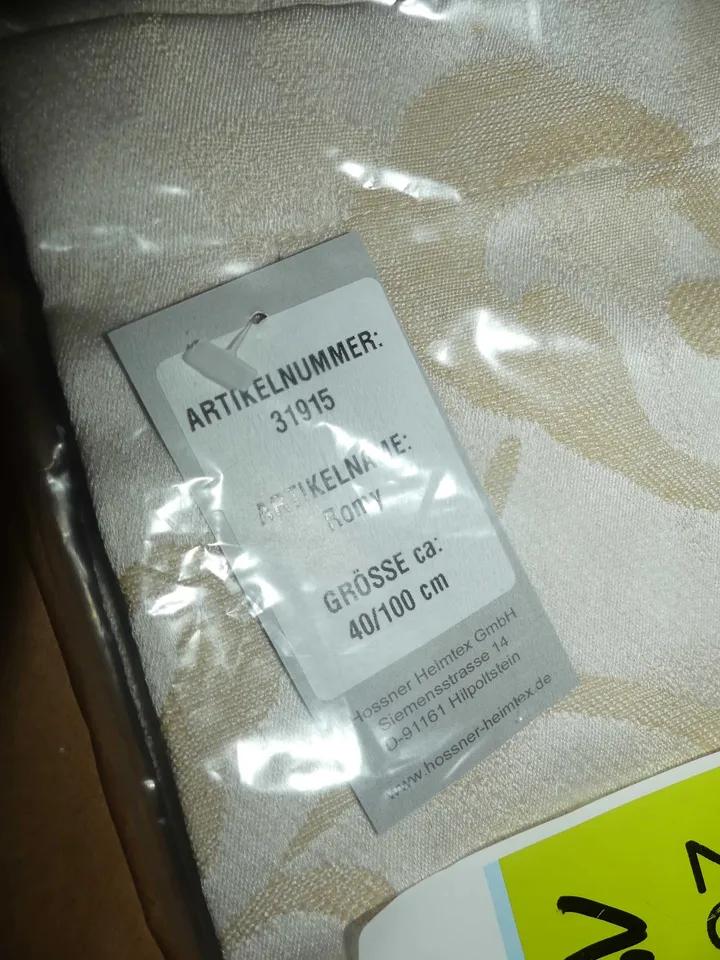 ARTIKELNUMMER:
31915
ARTIKELNAME:
Romy
GRÖSSE ca:
40/100 cm
Hossner Heimtex GmbH
Siemensstrasse 14
D-91161 Hilpoltstein
www.hossner-heimtex.de